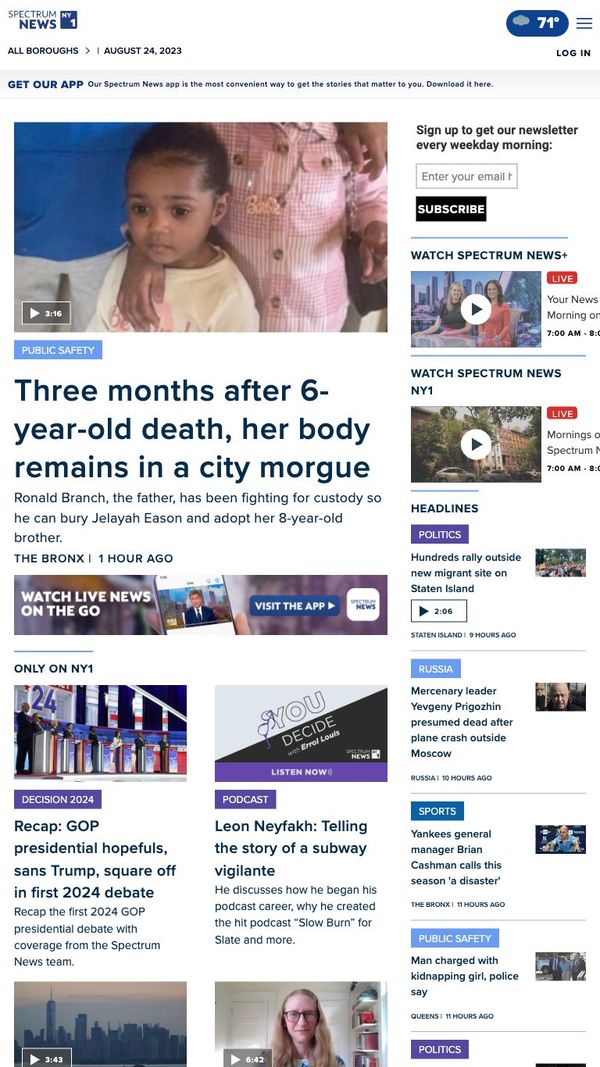 SPECTRUM
NEWS NY 1
71°
ALL BOROUGHS > | AUGUST 24, 2023
LOG IN
GET OUR APP Our Spectrum News app is the most convenient way to get the stories that matter to you. Download it here.
3:16
PUBLIC SAFETY
Three months after 6-
year-old death, her body
remains in a city morgue
Ronald Branch, the father, has been fighting for custody so
he can bury Jelayah Eason and adopt her 8-year-old
brother.
THE BRONX | 1 HOUR AGO
WATCH LIVE NEWS
ON THE GO
VISIT THE APP
SPECTRUM
NEWS
ONLY ON NY1
24
DECISION 2024
Recap: GOP
presidential hopefuls,
sans Trump, square off
in first 2024 debate
Recap the first 2024 GOP
presidential debate with
coverage from the Spectrum
News team.
3:43
YOU
DECIDE
with Errol Louis
SPECTRUM
NEWS NY 1
LISTEN NOW
PODCAST
Leon Neyfakh: Telling
the story of a subway
vigilante
He discusses how he began his
podcast career, why he created
the hit podcast “Slow Burn” for
Slate and more.
6:42
Sign up to get our newsletter
every weekday morning:
Enter your email
SUBSCRIBE
WATCH SPECTRUM NEWS+
LIVE
Your News
Morning on
7:00 AM - 8:0
WATCH SPECTRUM NEWS
NY1
LIVE
Mornings o
Spectrum N
7:00 AM - 8:0
HEADLINES
POLITICS
Hundreds rally outside
new migrant site on
Staten Island
2:06
STATEN ISLAND | 9 HOURS AGO
RUSSIA
Mercenary leader
Yevgeny Prigozhin
presumed dead after
plane crash outside
Moscow
RUSSIA | 10 HOURS AGO
SPORTS
Yankees general
manager Brian
Cashman calls this
season 'a disaster'
THE BRONX | 11 HOURS AGO
PUBLIC SAFETY
Man charged with
kidnapping girl, police
say
QUEENS | 11 HOURS AGO
POLITICS